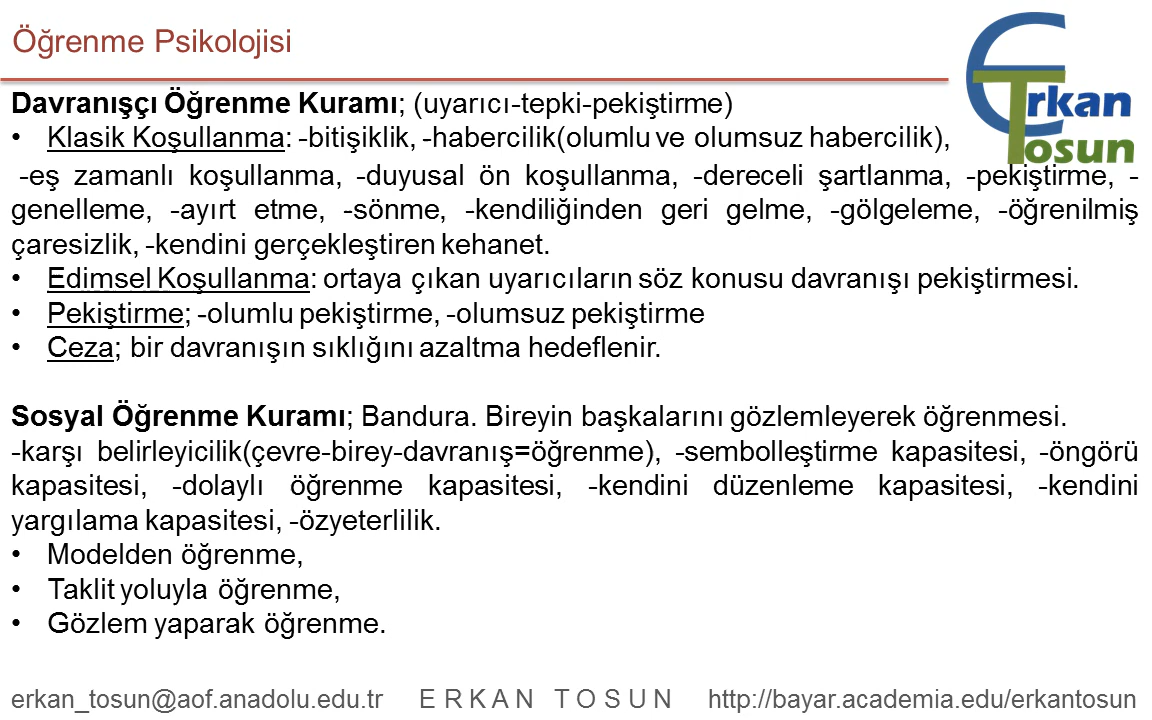 Öğrenme Psikolojisi
Erkan
Tosun
Davranışçı Öğrenme Kuramı; (uyarıcı-tepki-pekiştirme)
• Klasik Koşullanma: -bitişiklik, -habercilik(olumlu ve olumsuz habercilik),
-eş zamanlı koşullanma, -duyusal ön koşullanma, -dereceli şartlanma, -pekiştirme, -
genelleme, -ayırt etme, -sönme, -kendiliğinden geri gelme, -gölgeleme, -öğrenilmiş
çaresizlik, -kendini gerçekleştiren kehanet.
• Edimsel Koşullanma: ortaya çıkan uyarıcıların söz konusu davranışı pekiştirmesi.
• Pekiştirme; -olumlu pekiştirme, -olumsuz pekiştirme
• Ceza; bir davranışın sıklığını azaltma hedeflenir.
Sosyal Öğrenme Kuramı; Bandura. Bireyin başkalarını gözlemleyerek öğrenmesi.
-karşı belirleyicilik(çevre-birey-davranış=öğrenme), -sembolleştirme kapasitesi, -öngörü
kapasitesi, -dolaylı öğrenme kapasitesi, -kendini düzenleme kapasitesi, -kendini
yargılama kapasitesi, -özyeterlilik.
• Modelden öğrenme,
• Taklit yoluyla öğrenme,
• Gözlem yaparak öğrenme.
erkan_tosun@aof.anadolu.edu.tr E R K A N T O S U N http://bayar.academia.edu/erkantosun